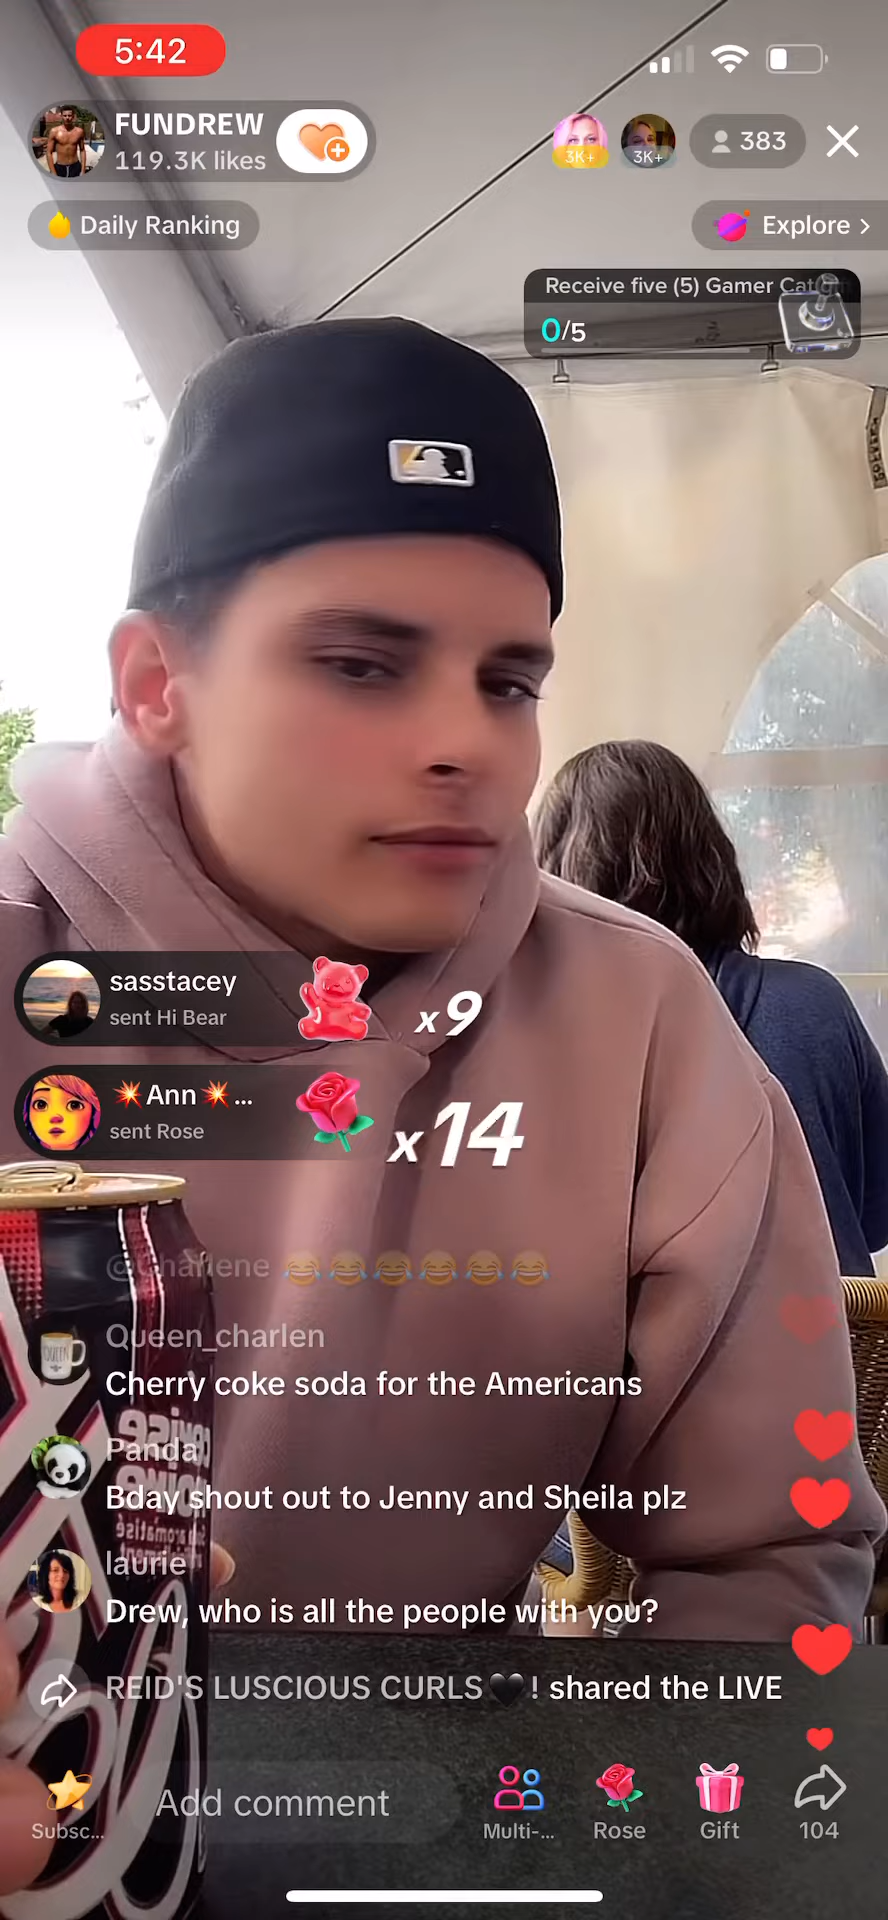 5:42
FUNDREW
119.3K likes
3K+
3K+
383
Daily Ranking
Explore >
Receive five (5) Gamer Cat
0/5
sasstacey
sent Hi Bear
x9
💥Ann💥...
sent Rose
x14
@Charlene 😂😂😂😂😂😂
Queen_charlen
Cherry coke soda for the Americans
Panda
Bday shout out to Jenny and Sheila plz
laurie
Drew, who is all the people with you?
REID'S LUSCIOUS CURLS🖤! shared the LIVE
Add comment
Subsc...
Multi-...
Rose
Gift
104